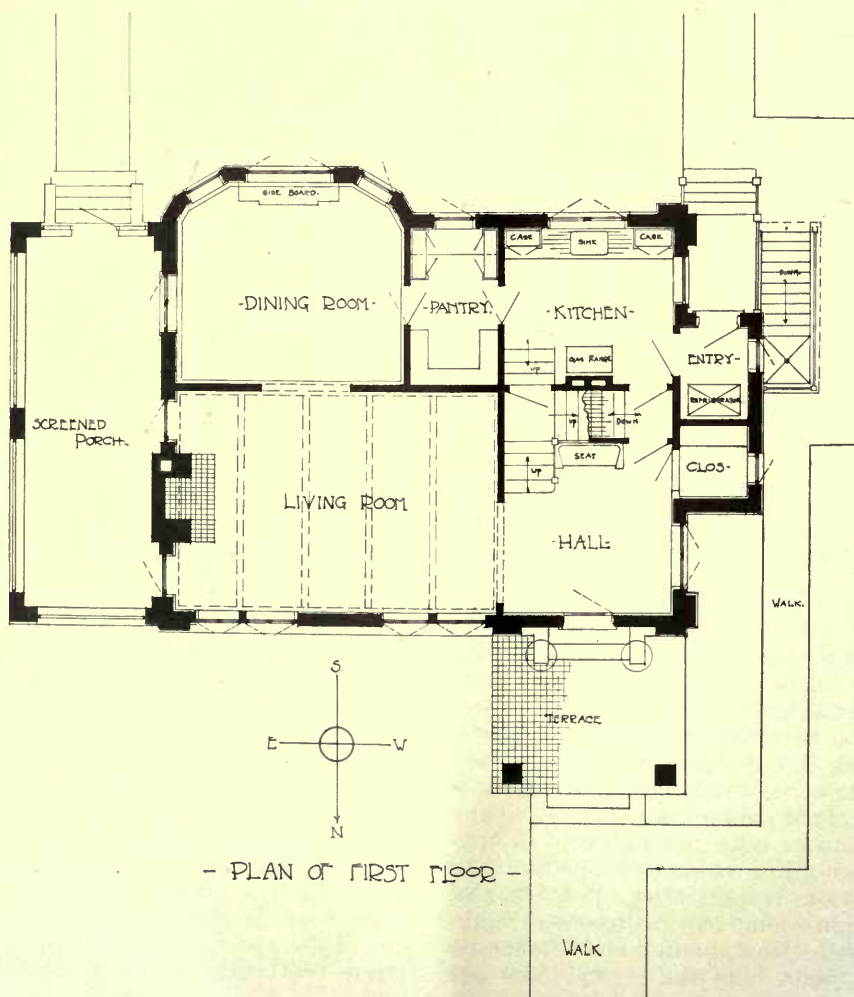 SIDE BOARD.
CASE
SINK
CASE
DOWN.
-DINING ROOM-
-PANTRY.
-KITCHEN-
UP
GAS RANGE
ENTRY-
REFRIGERATOR
SCREENED
PORCH-
UP
DOWN
SEAT
UP
CLOS-
LIVING ROOM
-HALL
WALK.
TERRACE
S.
E
W
N
- PLAN OF FIRST FLOOR -
WALK